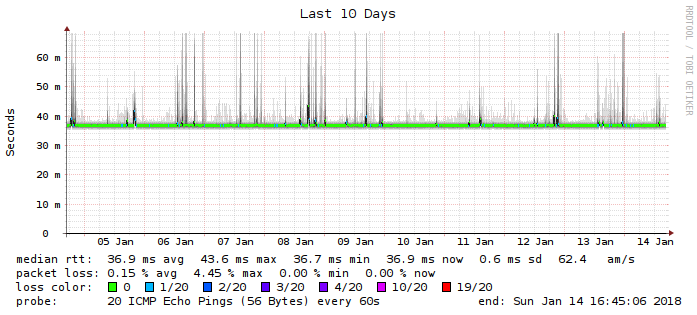 Last 10 Days
RRDTOOL / TOBI OETIKER
Seconds
60 m
50 m
40 m
30 m
20 m
10 m
0
05 Jan 06 Jan 07 Jan 08 Jan 09 Jan 10 Jan 11 Jan 12 Jan 13 Jan 14 Jan
median rtt: 36.9 ms avg 43.6 ms max 36.7 ms min 36.9 ms now 0.6 ms sd 62.4 am/s
packet loss: 0.15 % avg 4.45 % max 0.00 % min 0.00 % now
loss color: 0 1/20 2/20 3/20 4/20 10/20 19/20
probe: 20 ICMP Echo Pings (56 Bytes) every 60s end: Sun Jan 14 16:45:06 2018